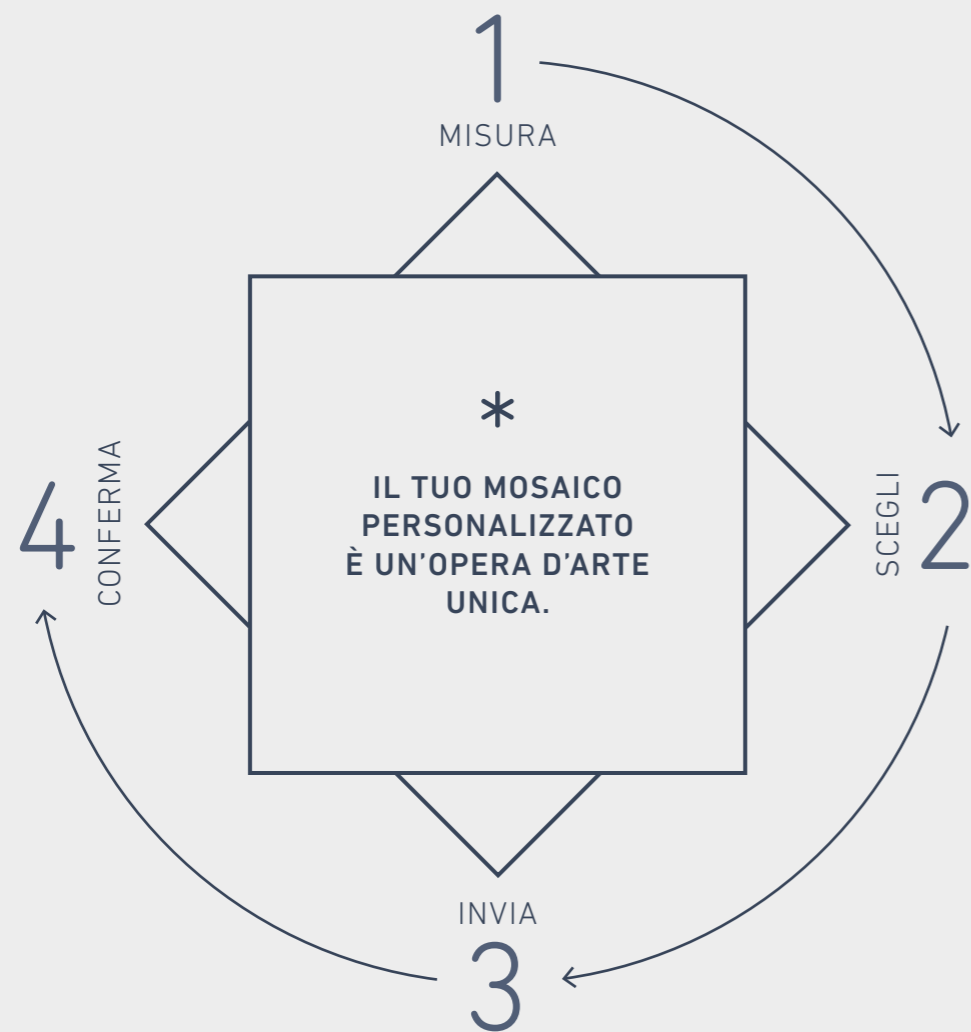 1
MISURA
2
SCEGLI
3
INVIA
4
CONFERMA
*
IL TUO MOSAICO
PERSONALIZZATO
È UN’OPERA D’ARTE
UNICA.